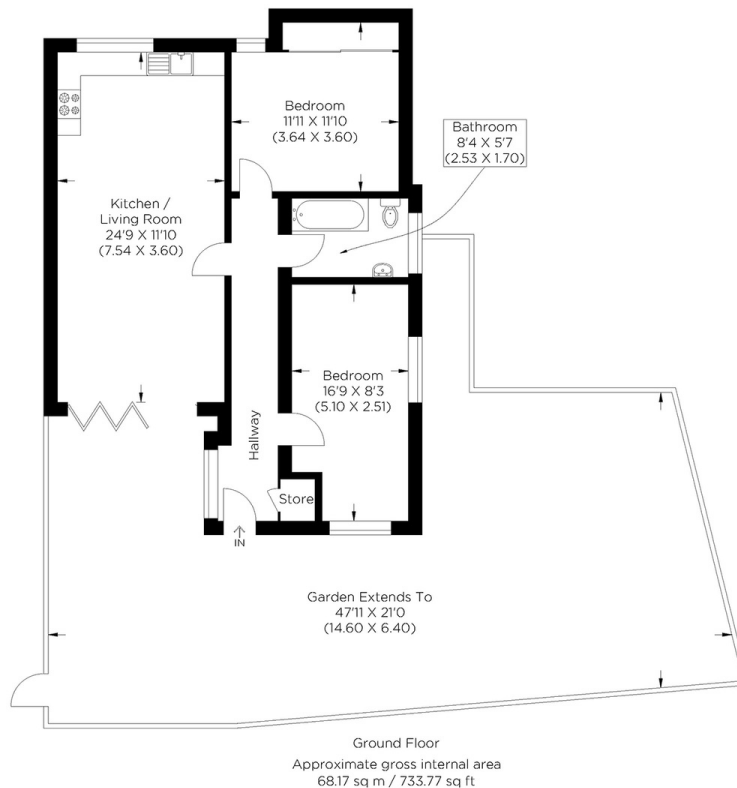 Bedroom
11'11 X 11'10
(3.64 X 3.60)
Bathroom
8'4 X 5'7
(2.53 X 1.70)
Kitchen /
Living Room
24'9 X 11'10
(7.54 X 3.60)
Bedroom
16'9 X 8'3
(5.10 X 2.51)
Hallway
Store
IN
Garden Extends To
47'11 X 21'0
(14.60 X 6.40)
Ground Floor
Approximate gross internal area
68.17 sq m / 733.77 sq ft